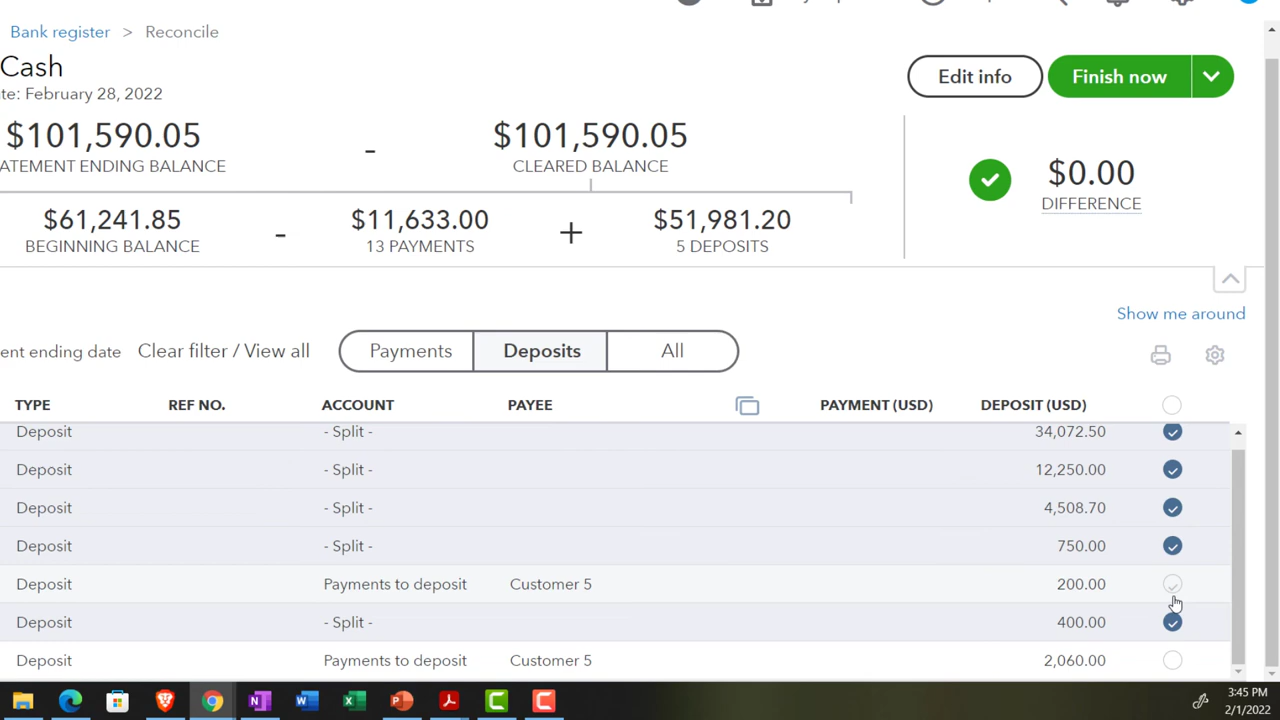 Bank register > Reconcile
Cash
te: February 28, 2022
Edit info
Finish now
$101,590.05
ATEMENT ENDING BALANCE
-
$101,590.05
CLEARED BALANCE
$0.00
DIFFERENCE
$61,241.85
BEGINNING BALANCE
-
$11,633.00
13 PAYMENTS
+
$51,981.20
5 DEPOSITS
Show me around
ent ending date Clear filter / View all Payments Deposits All
TYPE REF NO. ACCOUNT PAYEE PAYMENT (USD) DEPOSIT (USD)
Deposit - Split - 34,072.50
Deposit - Split - 12,250.00
Deposit - Split - 4,508.70
Deposit - Split - 750.00
Deposit Payments to deposit Customer 5 200.00
Deposit - Split - 400.00
Deposit Payments to deposit Customer 5 2,060.00
3:45 PM
2/1/2022